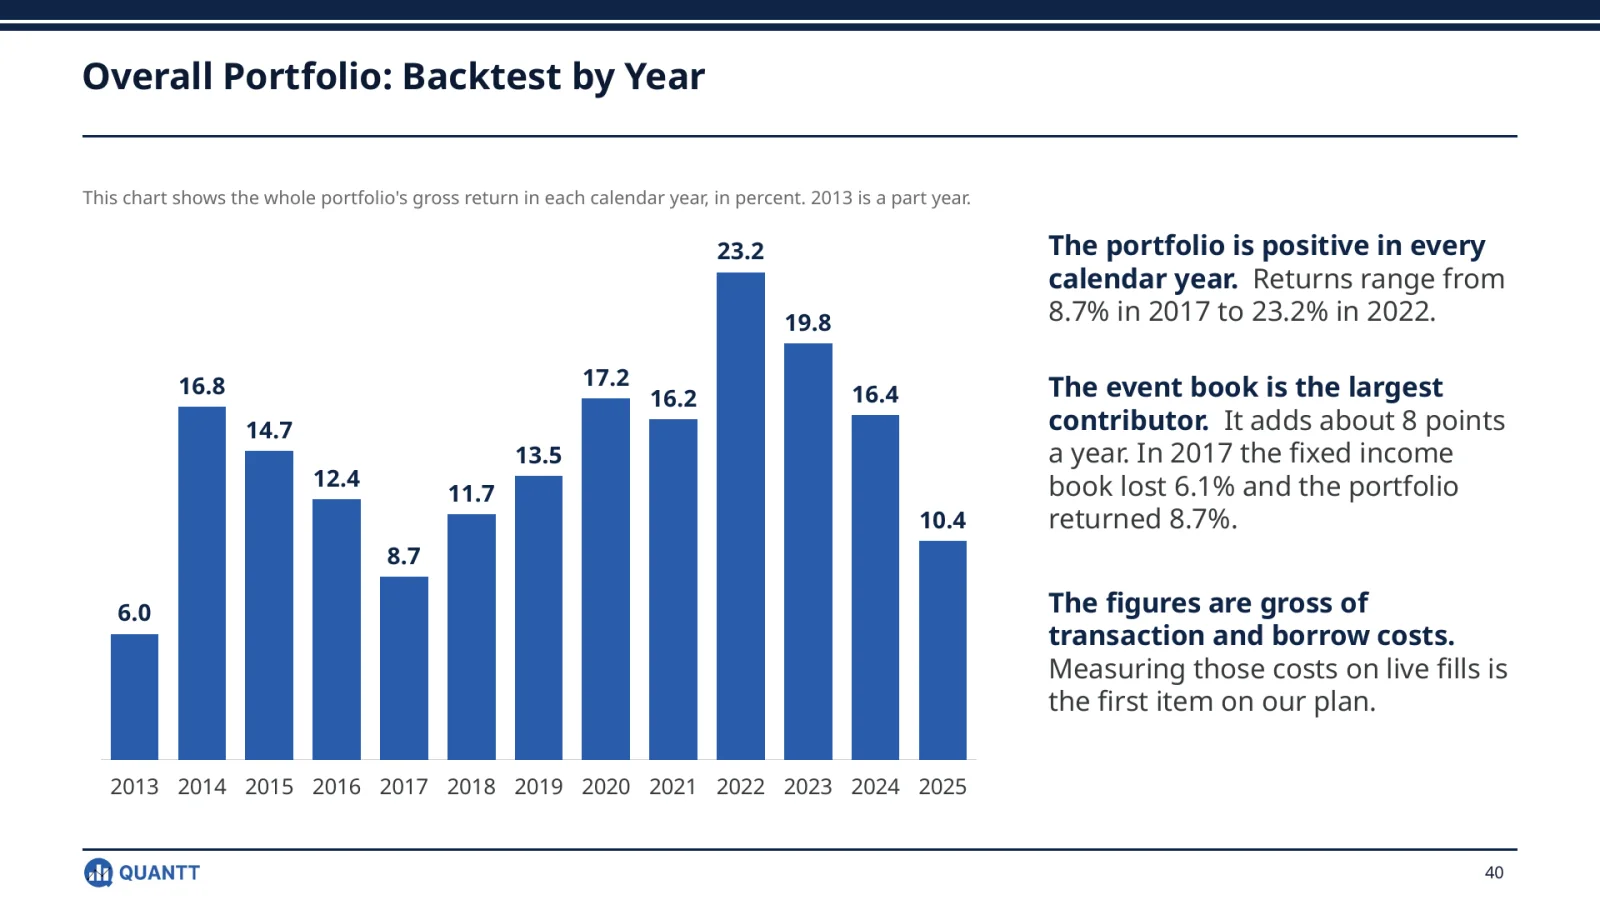 Overall Portfolio: Backtest by Year
This chart shows the whole portfolio's gross return in each calendar year, in percent. 2013 is a part year.
6.0
16.8
14.7
12.4
8.7
11.7
13.5
17.2
16.2
23.2
19.8
16.4
10.4
2013 2014 2015 2016 2017 2018 2019 2020 2021 2022 2023 2024 2025
The portfolio is positive in every
calendar year. Returns range from
8.7% in 2017 to 23.2% in 2022.
The event book is the largest
contributor. It adds about 8 points
a year. In 2017 the fixed income
book lost 6.1% and the portfolio
returned 8.7%.
The figures are gross of
transaction and borrow costs.
Measuring those costs on live fills is
the first item on our plan.
QUANTT
40